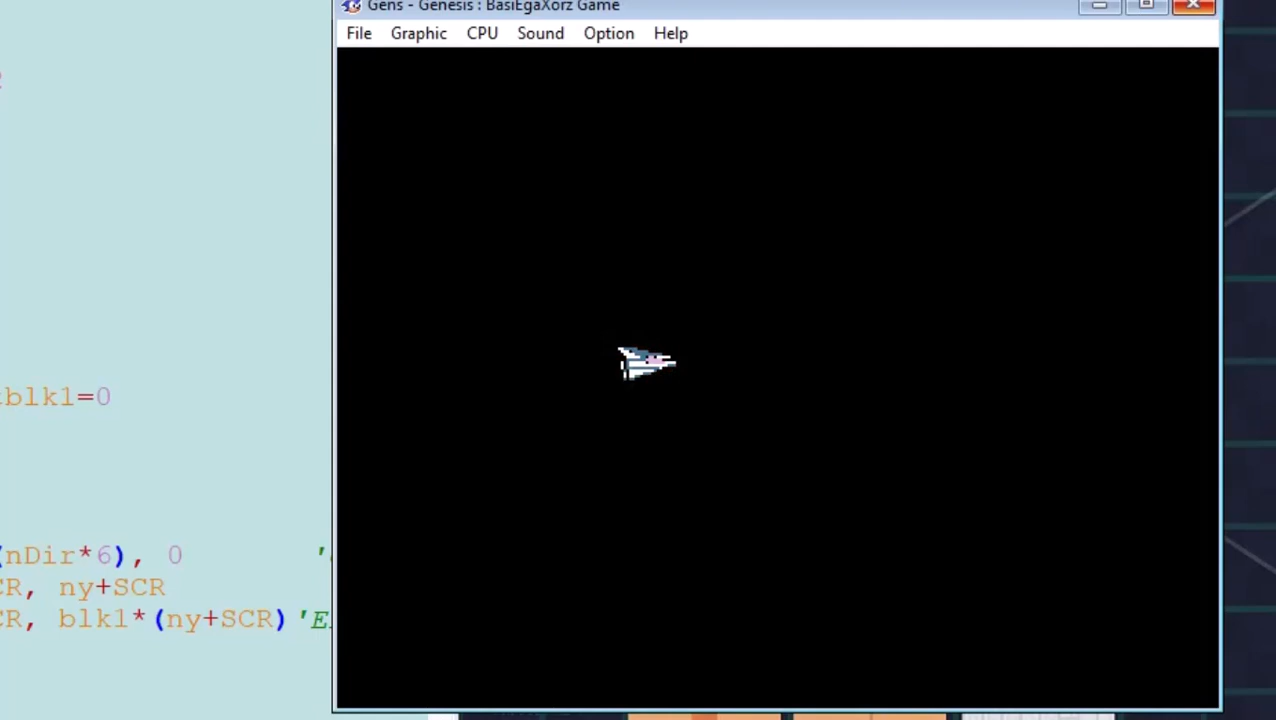 Gens - Genesis : BasiEgaXorz Game
File Graphic CPU Sound Option Help
blk1=0
(nDir*6), 0 '
CR, ny+SCR
CR, blk1*(ny+SCR) 'E